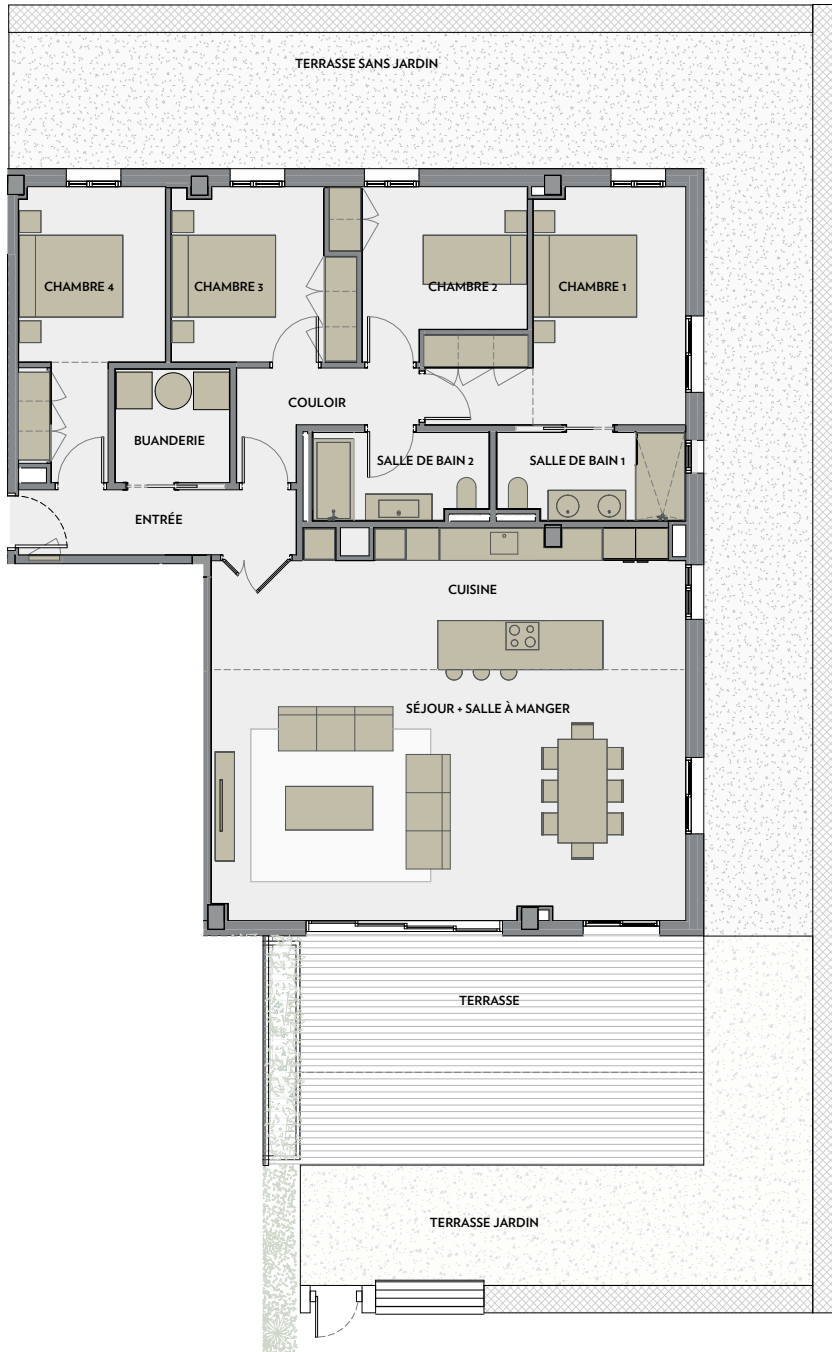 TERRASSE SANS JARDIN
CHAMBRE 4
CHAMBRE 3
CHAMBRE 2
CHAMBRE 1
COULOIR
BUANDERIE
SALLE DE BAIN 2
SALLE DE BAIN 1
ENTRÉE
CUISINE
SÉJOUR + SALLE À MANGER
TERRASSE
TERRASSE JARDIN